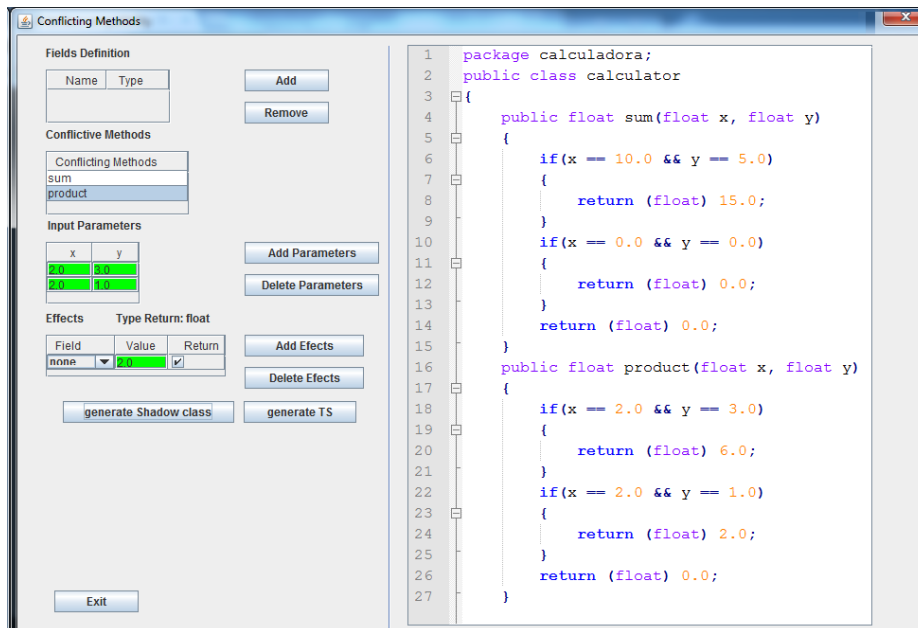 Conflicting Methods
Fields Definition
Name Type
Add
Remove
Conflictive Methods
Conflicting Methods
sum
product
Input Parameters
x y
2.0 3.0
2.0 1.0
Add Parameters
Delete Parameters
Effects Type Return: float
Field Value Return
none 2.0
Add Efects
Delete Efects
generate Shadow class generate TS
Exit
1 package calculadora;
2 public class calculator
3 {
4 public float sum(float x, float y)
5 {
6 if(x == 10.0 && y == 5.0)
7 {
8 return (float) 15.0;
9 }
10 if(x == 0.0 && y == 0.0)
11 {
12 return (float) 0.0;
13 }
14 return (float) 0.0;
15 }
16 public float product(float x, float y)
17 {
18 if(x == 2.0 && y == 3.0)
19 {
20 return (float) 6.0;
21 }
22 if(x == 2.0 && y == 1.0)
23 {
24 return (float) 2.0;
25 }
26 return (float) 0.0;
27 }